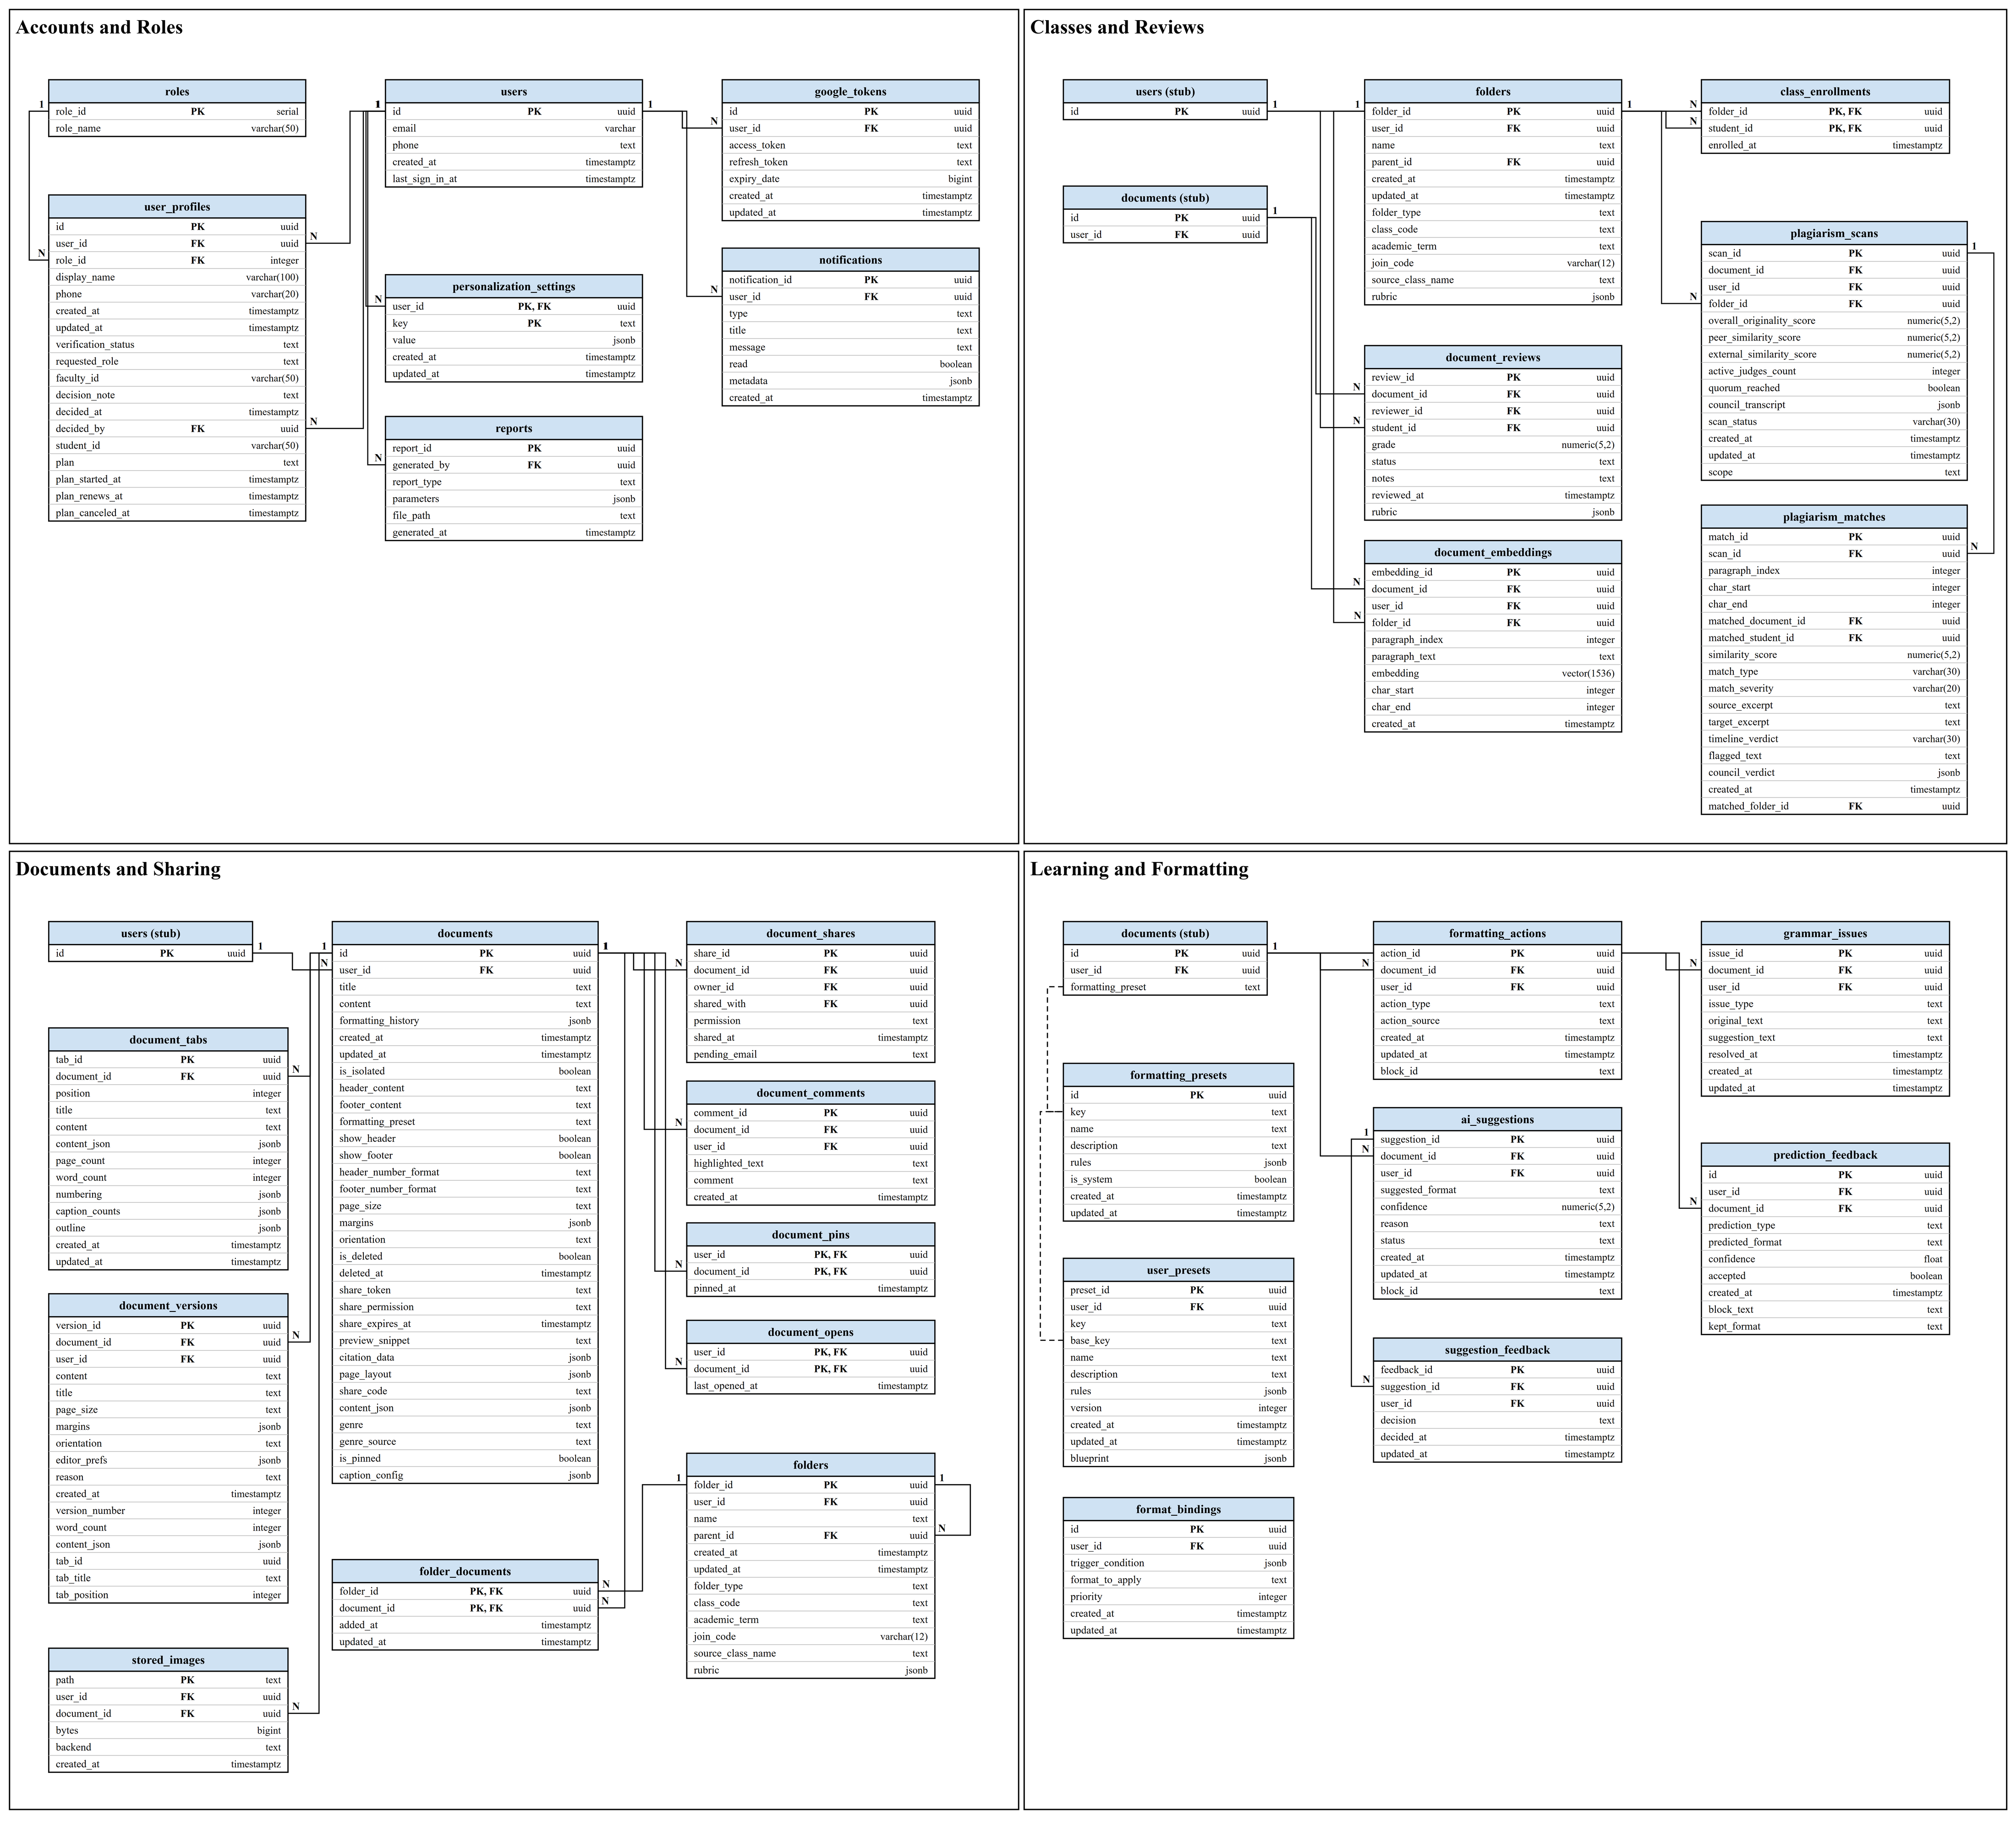 Accounts and Roles
roles
1
role_id PK serial
role_name varchar(50)
user_profiles
id PK uuid
user_id FK uuid N
N role_id FK integer
display_name varchar(100)
phone varchar(20)
created_at timestamptz
updated_at timestamptz
verification_status text
requested_role text
faculty_id varchar(50)
decision_note text
decided_at timestamptz
decided_by FK uuid N
student_id varchar(50)
plan text
plan_started_at timestamptz
plan_renews_at timestamptz
plan_canceled_at timestamptz
users
1 1
id PK uuid
email varchar
phone text
created_at timestamptz
last_sign_in_at timestamptz
personalization_settings
N user_id PK, FK uuid
key PK text
value jsonb
created_at timestamptz
updated_at timestamptz
reports
report_id PK uuid
N generated_by FK uuid
report_type text
parameters jsonb
file_path text
generated_at timestamptz
google_tokens
id PK uuid
N user_id FK uuid
access_token text
refresh_token text
expiry_date bigint
created_at timestamptz
updated_at timestamptz
notifications
notification_id PK uuid
N user_id FK uuid
type text
title text
message text
read boolean
metadata jsonb
created_at timestamptz
Classes and Reviews
users (stub)
id PK uuid 1
documents (stub)
id PK uuid 1
user_id FK uuid
folders
1 1
folder_id PK uuid
user_id FK uuid
name text
parent_id FK uuid
created_at timestamptz
updated_at timestamptz
folder_type text
class_code text
academic_term text
join_code varchar(12)
source_class_name text
rubric jsonb
document_reviews
review_id PK uuid
N document_id FK uuid
reviewer_id FK uuid
N student_id FK uuid
grade numeric(5,2)
status text
notes text
reviewed_at timestamptz
rubric jsonb
document_embeddings
embedding_id PK uuid
N document_id FK uuid
user_id FK uuid
N folder_id FK uuid
paragraph_index integer
paragraph_text text
embedding vector(1536)
char_start integer
char_end integer
created_at timestamptz
class_enrollments
N folder_id PK, FK uuid
N student_id PK, FK uuid
enrolled_at timestamptz
plagiarism_scans
scan_id PK uuid 1
document_id FK uuid
user_id FK uuid
N folder_id FK uuid
overall_originality_score numeric(5,2)
peer_similarity_score numeric(5,2)
external_similarity_score numeric(5,2)
active_judges_count integer
quorum_reached boolean
council_transcript jsonb
scan_status varchar(30)
created_at timestamptz
updated_at timestamptz
scope text
plagiarism_matches
match_id PK uuid
scan_id FK uuid N
paragraph_index integer
char_start integer
char_end integer
matched_document_id FK uuid
matched_student_id FK uuid
similarity_score numeric(5,2)
match_type varchar(30)
match_severity varchar(20)
source_excerpt text
target_excerpt text
timeline_verdict varchar(30)
flagged_text text
council_verdict jsonb
created_at timestamptz
matched_folder_id FK uuid
Documents and Sharing
users (stub)
id PK uuid 1
document_tabs
tab_id PK uuid
document_id FK uuid N
position integer
title text
content text
content_json jsonb
page_count integer
word_count integer
numbering jsonb
caption_counts jsonb
outline jsonb
created_at timestamptz
updated_at timestamptz
document_versions
version_id PK uuid
document_id FK uuid N
user_id FK uuid
content text
title text
page_size text
margins jsonb
orientation text
editor_prefs jsonb
reason text
created_at timestamptz
version_number integer
word_count integer
content_json jsonb
tab_id uuid
tab_title text
tab_position integer
stored_images
path PK text
user_id FK uuid
document_id FK uuid N
bytes bigint
backend text
created_at timestamptz
documents
1 1
id PK uuid
N user_id FK uuid
title text
content text
formatting_history jsonb
created_at timestamptz
updated_at timestamptz
is_isolated boolean
header_content text
footer_content text
formatting_preset text
show_header boolean
show_footer boolean
header_number_format text
footer_number_format text
page_size text
margins jsonb
orientation text
is_deleted boolean
deleted_at timestamptz
share_token text
share_permission text
share_expires_at timestamptz
preview_snippet text
citation_data jsonb
page_layout jsonb
share_code text
content_json jsonb
genre text
genre_source text
is_pinned boolean
caption_config jsonb
folder_documents
folder_id PK, FK uuid N
document_id PK, FK uuid N
added_at timestamptz
updated_at timestamptz
document_shares
share_id PK uuid
N document_id FK uuid
owner_id FK uuid
shared_with FK uuid
permission text
shared_at timestamptz
pending_email text
document_comments
comment_id PK uuid
N document_id FK uuid
user_id FK uuid
highlighted_text text
comment text
created_at timestamptz
document_pins
user_id PK, FK uuid
N document_id PK, FK uuid
pinned_at timestamptz
document_opens
user_id PK, FK uuid
N document_id PK, FK uuid
last_opened_at timestamptz
folders
1 folder_id PK uuid 1
user_id FK uuid
name text
parent_id FK uuid N
created_at timestamptz
updated_at timestamptz
folder_type text
class_code text
academic_term text
join_code varchar(12)
source_class_name text
rubric jsonb
Learning and Formatting
documents (stub)
id PK uuid 1
user_id FK uuid
formatting_preset text
formatting_presets
id PK uuid
key text
name text
description text
rules jsonb
is_system boolean
created_at timestamptz
updated_at timestamptz
user_presets
preset_id PK uuid
user_id FK uuid
key text
base_key text
name text
description text
rules jsonb
version integer
created_at timestamptz
updated_at timestamptz
blueprint jsonb
format_bindings
id PK uuid
user_id FK uuid
trigger_condition jsonb
format_to_apply text
priority integer
created_at timestamptz
updated_at timestamptz
formatting_actions
action_id PK uuid
N document_id FK uuid
user_id FK uuid
action_type text
action_source text
created_at timestamptz
updated_at timestamptz
block_id text
ai_suggestions
1 suggestion_id PK uuid
N document_id FK uuid
user_id FK uuid
suggested_format text
confidence numeric(5,2)
reason text
status text
created_at timestamptz
updated_at timestamptz
block_id text
suggestion_feedback
feedback_id PK uuid
N suggestion_id FK uuid
user_id FK uuid
decision text
decided_at timestamptz
updated_at timestamptz
grammar_issues
issue_id PK uuid
N document_id FK uuid
user_id FK uuid
issue_type text
original_text text
suggestion_text text
resolved_at timestamptz
created_at timestamptz
updated_at timestamptz
prediction_feedback
id PK uuid
user_id FK uuid
N document_id FK uuid
prediction_type text
predicted_format text
confidence float
accepted boolean
created_at timestamptz
block_text text
kept_format text